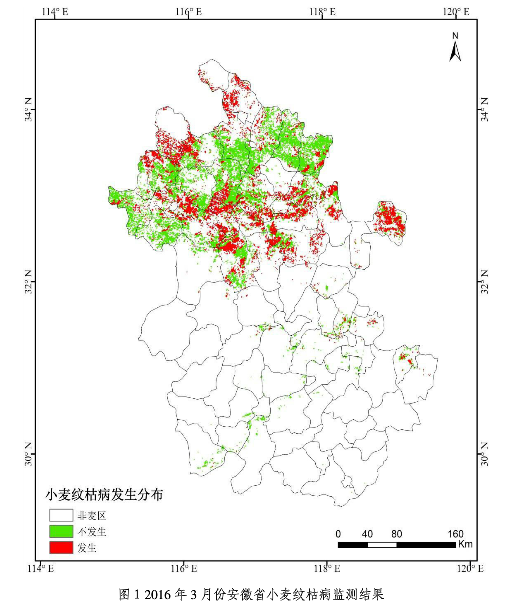 114° E 116° E 118° E 120° E
N
34° N 34° N
32° N 32° N
30° N 30° N
小麦纹枯病发生分布
非麦区
不发生
发生
0 40 80 160
Km
114° E 116° E 118° E 120° E
图 1 2016 年 3 月份安徽省小麦纹枯病监测结果